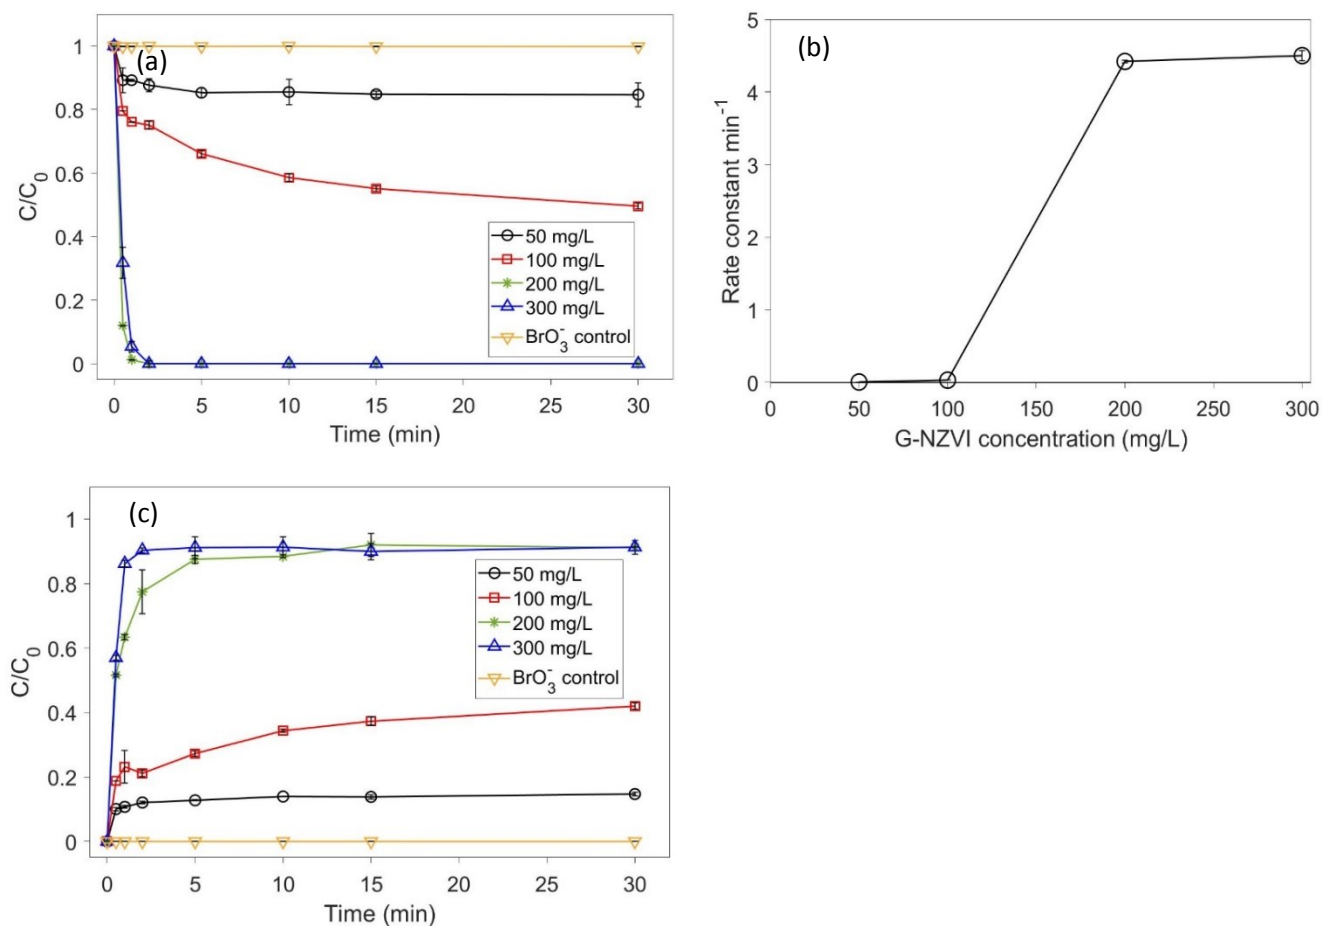 (a)
1
0.8
0.6
0.4
0.2
0
C/C0
50 mg/L
100 mg/L
200 mg/L
300 mg/L
BrO3- control
0 5 10 15 20 25 30
Time (min)
(b)
5
4
3
2
1
0
Rate constant min-1
0 50 100 150 200 250 300
G-NZVI concentration (mg/L)
(c)
1
0.8
0.6
0.4
0.2
0
C/C0
50 mg/L
100 mg/L
200 mg/L
300 mg/L
BrO3- control
0 5 10 15 20 25 30
Time (min)